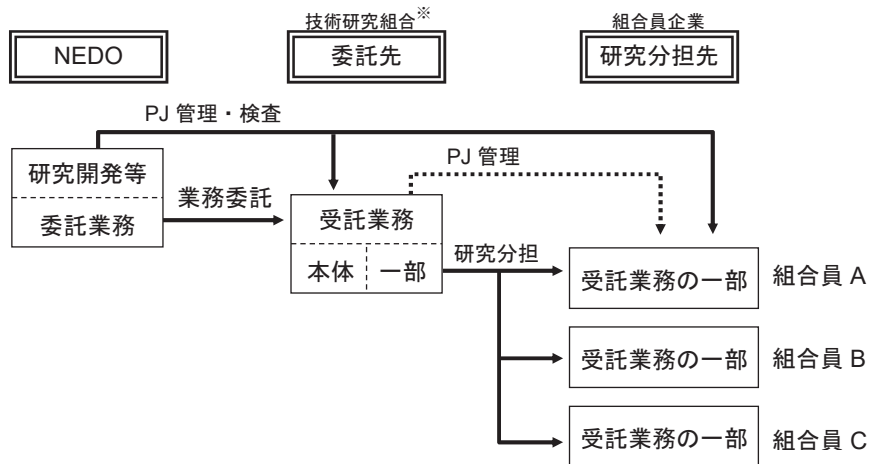 技術研究組合※
組合員企業
NEDO
委託先
研究分担先
PJ 管理・検査
PJ 管理
研究開発等
委託業務
業務委託
受託業務
本体
一部
研究分担
受託業務の一部
組合員 A
受託業務の一部
組合員 B
受託業務の一部
組合員 C